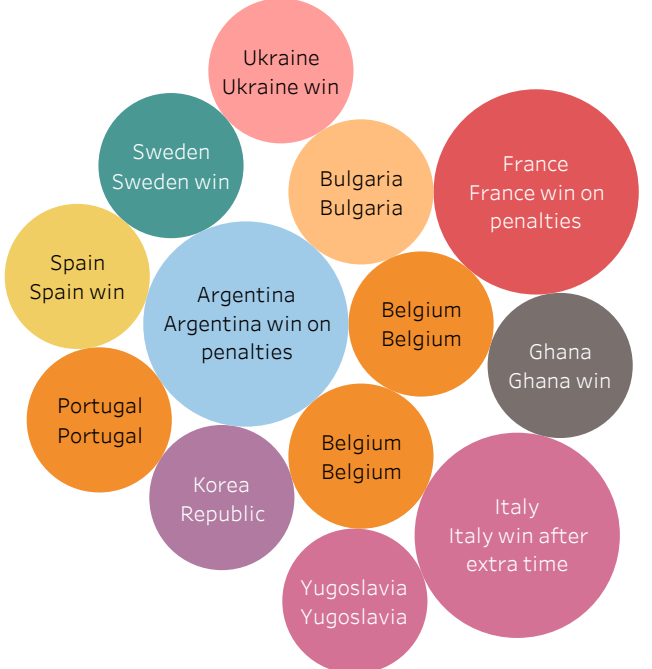 Ukraine
Ukraine win
Sweden
Sweden win
Bulgaria
Bulgaria
France
France win on
penalties
Spain
Spain win
Argentina
Argentina win on
penalties
Belgium
Belgium
Ghana
Ghana win
Portugal
Portugal
Belgium
Belgium
Korea
Republic
Italy
Italy win after
extra time
Yugoslavia
Yugoslavia